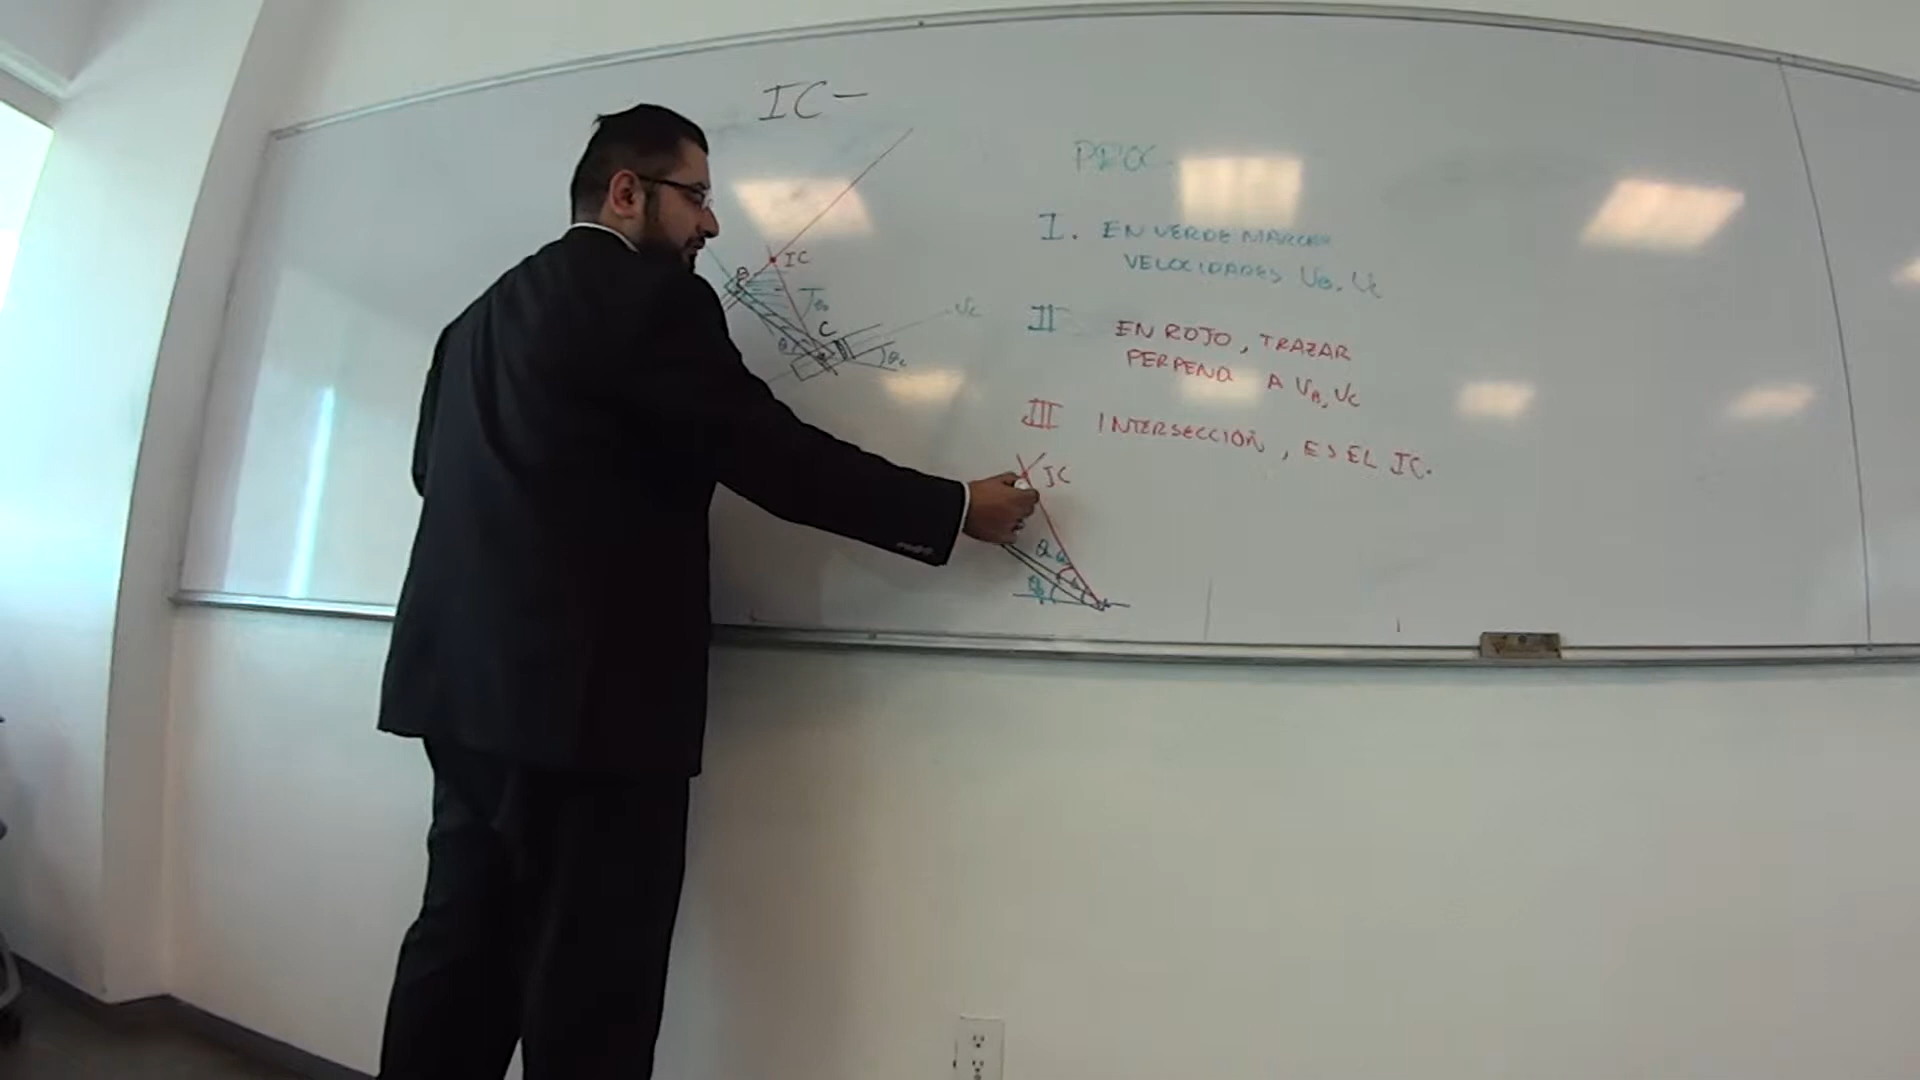 IC-
PROC
I. EN VERDE MARCAR
VELOCIDADES VB, VC
II EN ROJO, TRAZAR
PERPEND A VB, VC
III INTERSECCIÓN, ES EL IC.
IC
B
C
VC
θC
IC